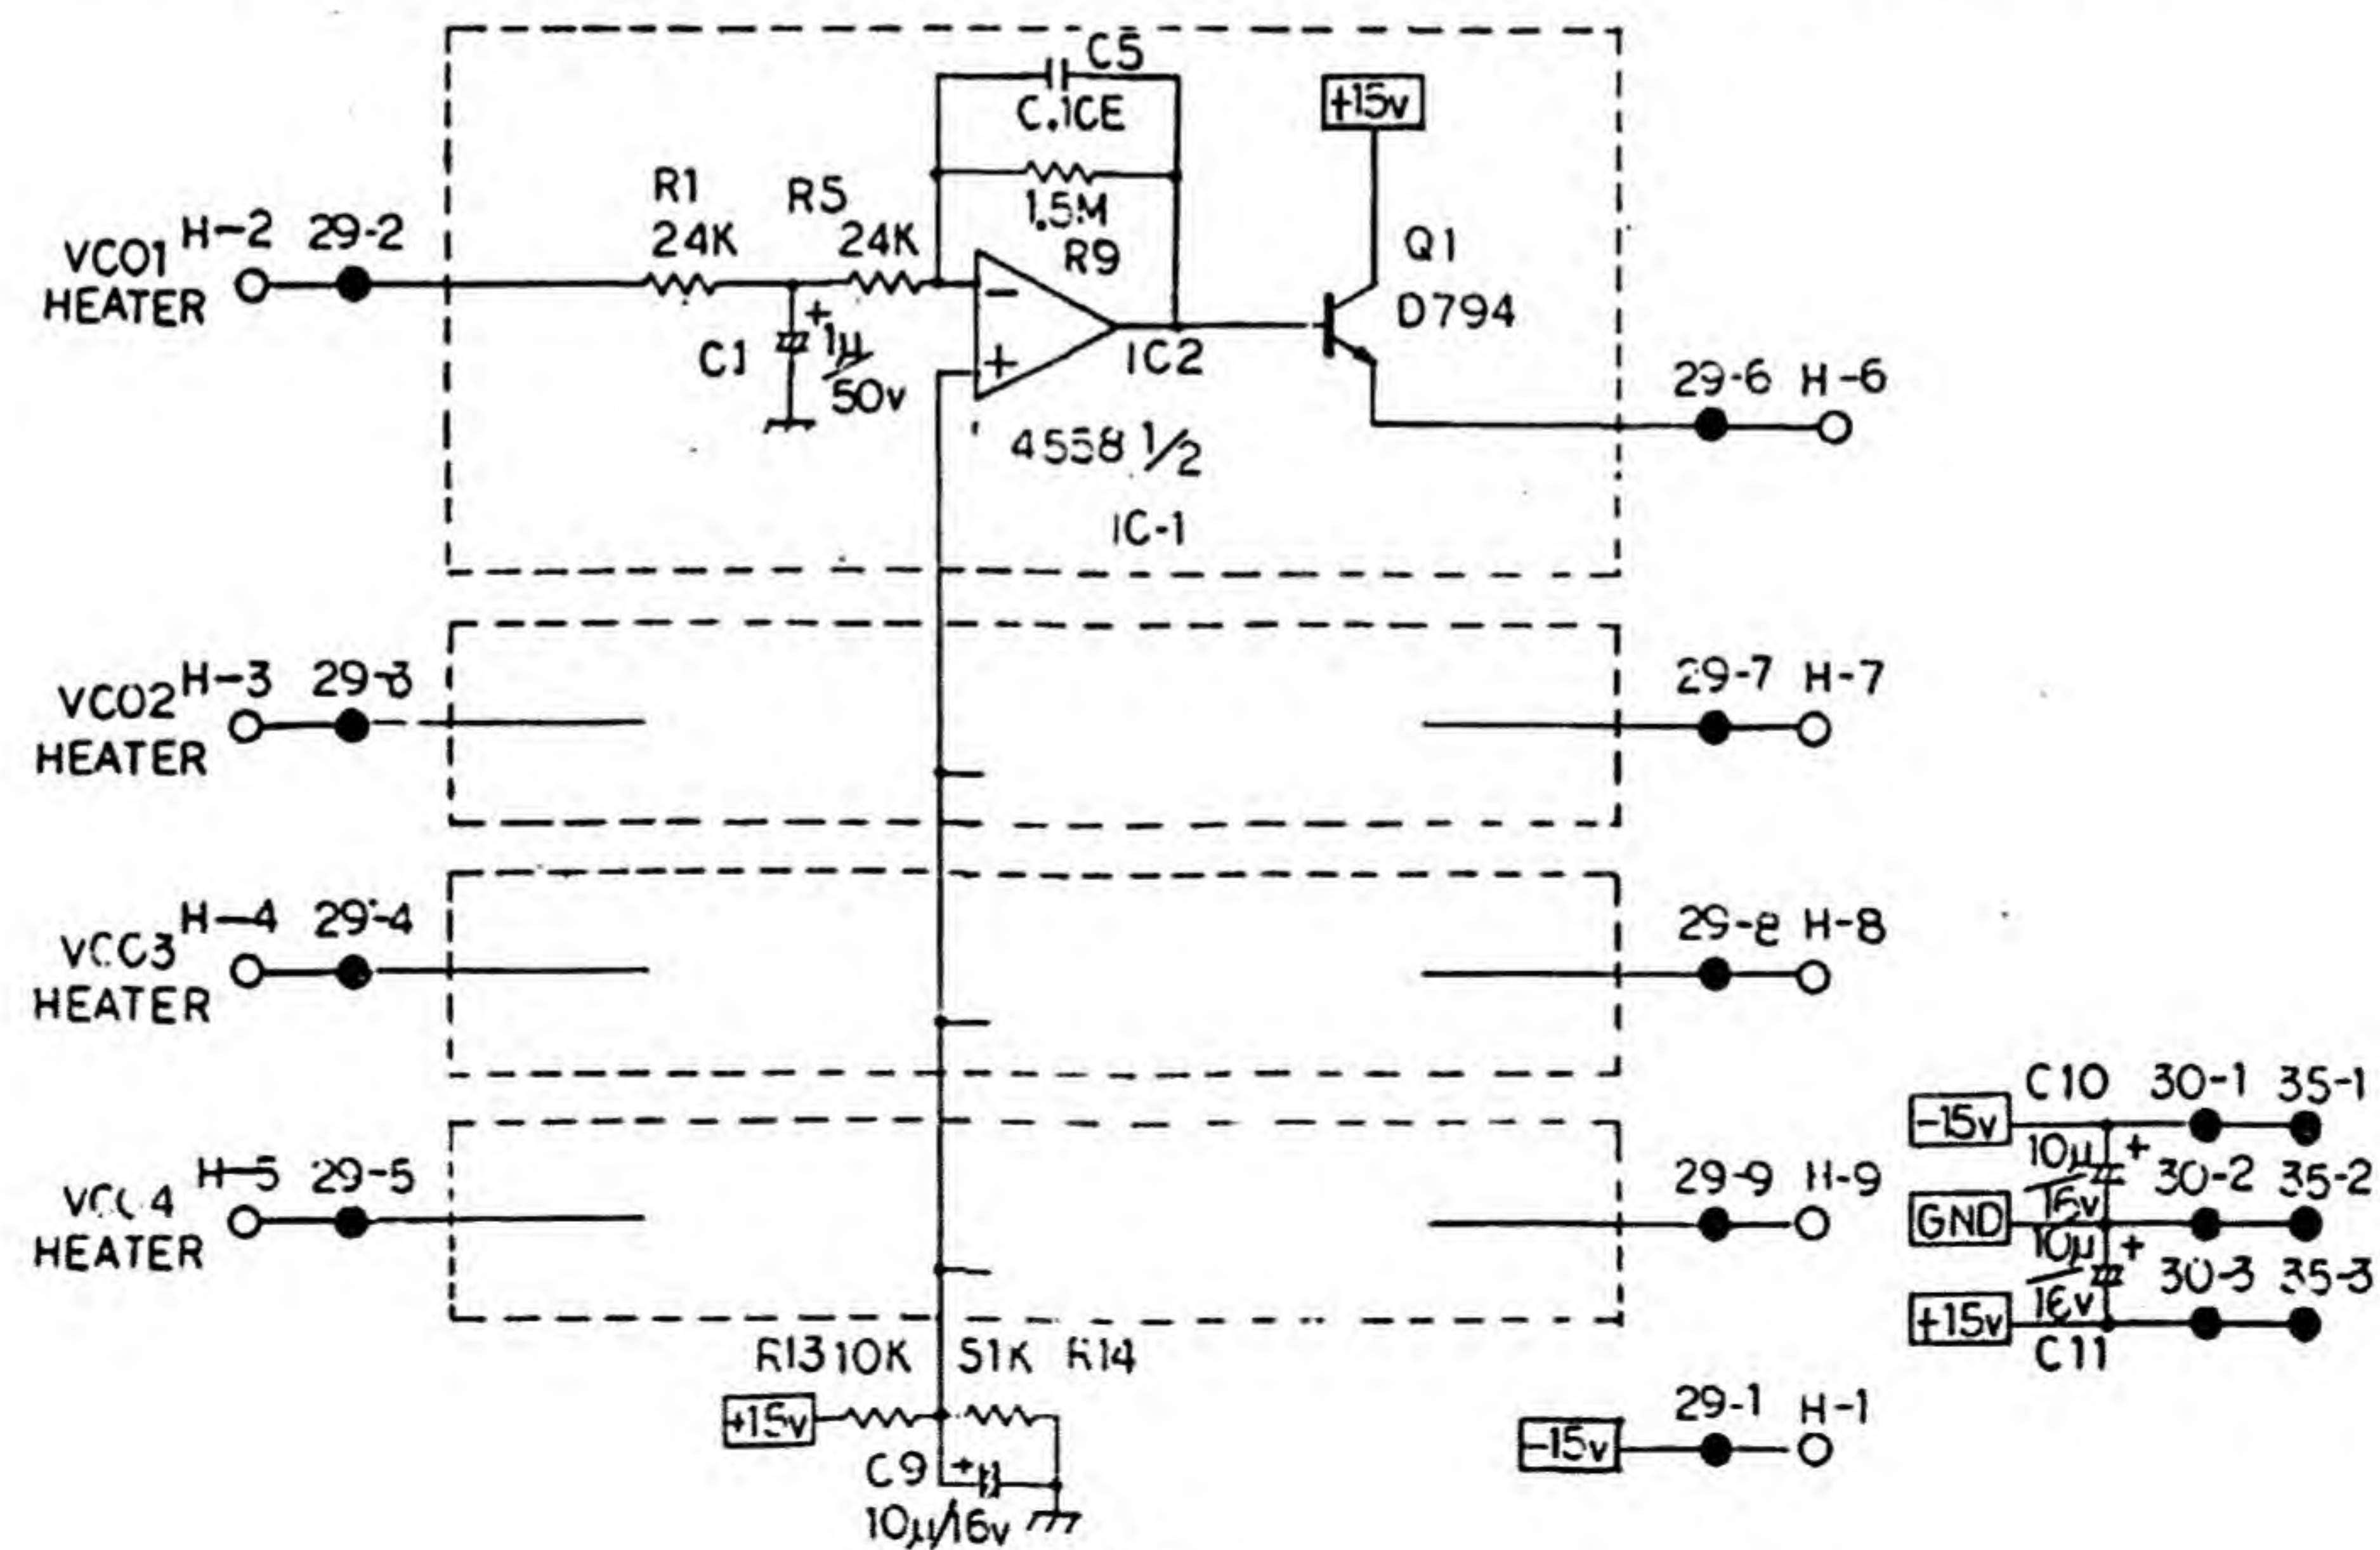 C5
C.1CE
+15v
R1
24K
R5
24K
1.5M
R9
Q1
D794
VCO1
HEATER
H-2
29-2
C1
+
1μ/50v
−
+
IC2
4558 1/2
IC-1
29-6
H-6
VCO2
HEATER
H-3
29-3
29-7
H-7
VCO3
HEATER
H-4
29-4
29-8
H-8
VCO4
HEATER
H-5
29-5
29-9
H-9
-15v
C10
30-1
35-1
10μ/16v
+
GND
30-2
35-2
10μ/16v
+
+15v
C11
30-3
35-3
R13 10K
51K R14
+15v
C9
+
10μ/16v
-15v
29-1
H-1